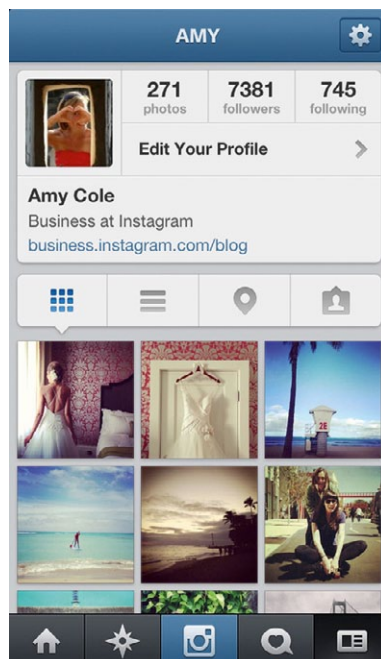 AMY
271 7381 745
photos followers following
Edit Your Profile
Amy Cole
Business at Instagram
business.instagram.com/blog
26